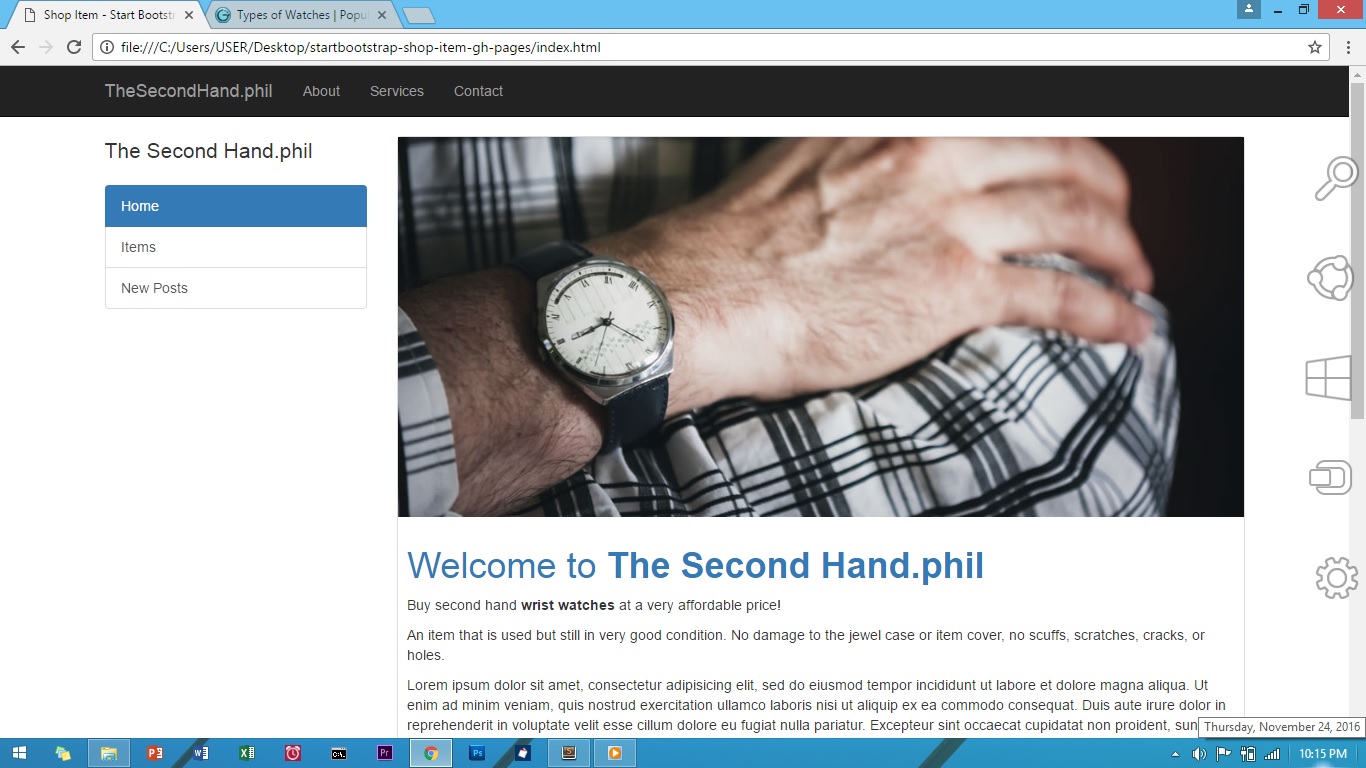 Shop Item - Start Bootstr
Types of Watches | Popul
file:///C:/Users/USER/Desktop/startbootstrap-shop-item-gh-pages/index.html
TheSecondHand.phil
About
Services
Contact
The Second Hand.phil
Home
Items
New Posts
Welcome to The Second Hand.phil
Buy second hand wrist watches at a very affordable price!
An item that is used but still in very good condition. No damage to the jewel case or item cover, no scuffs, scratches, cracks, or
holes.
Lorem ipsum dolor sit amet, consectetur adipisicing elit, sed do eiusmod tempor incididunt ut labore et dolore magna aliqua. Ut
enim ad minim veniam, quis nostrud exercitation ullamco laboris nisi ut aliquip ex ea commodo consequat. Duis aute irure dolor in
reprehenderit in voluptate velit esse cillum dolore eu fugiat nulla pariatur. Excepteur sint occaecat cupidatat non proident, sun
Thursday, November 24, 2016
10:15 PM